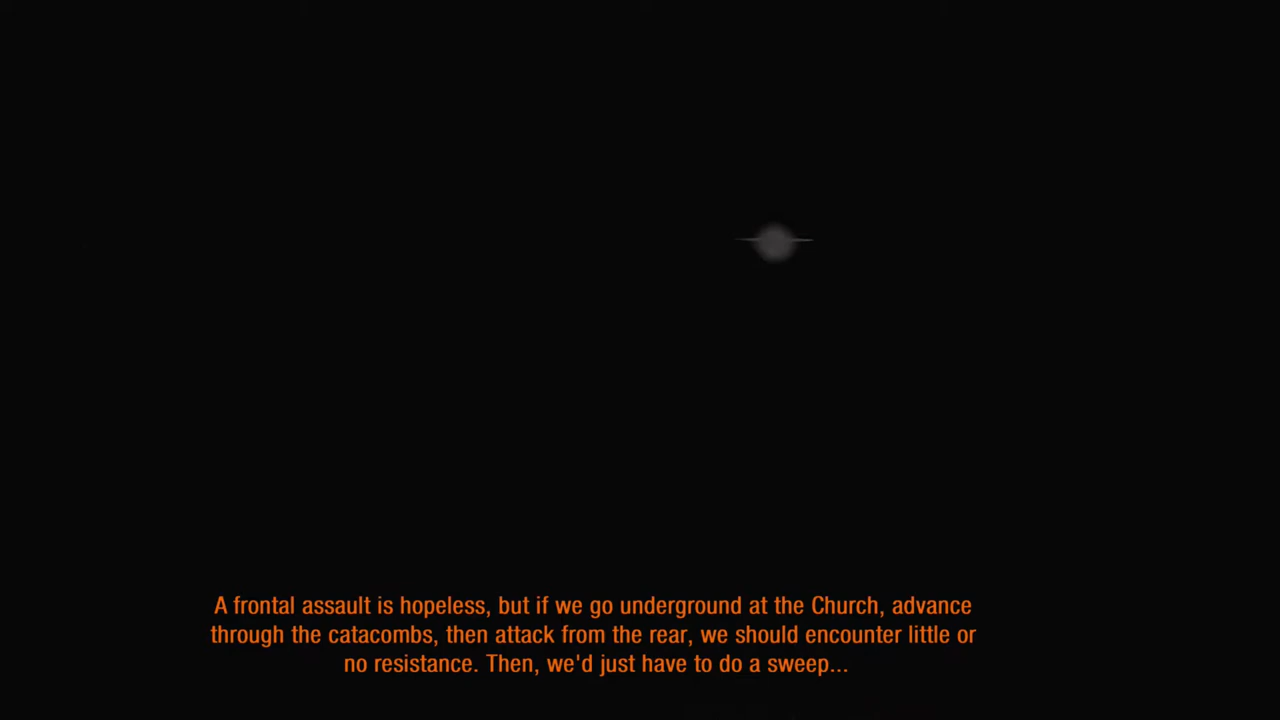 A frontal assault is hopeless, but if we go underground at the Church, advance
through the catacombs, then attack from the rear, we should encounter little or
no resistance. Then, we'd just have to do a sweep...